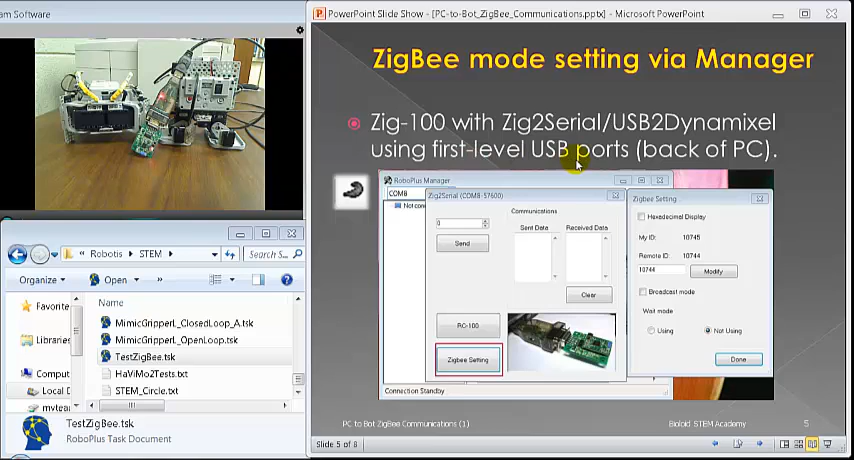 am Software
PowerPoint Slide Show - [PC-to-Bot_ZigBee_Communications.pptx] - Microsoft PowerPoint
ZigBee mode setting via Manager
Zig-100 with Zig2Serial/USB2Dynamixel
using first-level USB ports (back of PC).
RoboPlus Manager
COM8
Not con
Zig2Serial (COM8-57600)
0
Send
Communications
Sent Data
Received Data
Clear
RC-100
Zigbee Setting
Connection Standby
Zigbee Setting
Hexadecimal Display
My ID: 10745
Remote ID: 10744
10744
Modify
Broadcast mode
Wait mode
Using
Not Using
Done
PC to Bot ZigBee Communications (1)
Bioloid STEM Academy
5
Slide 5 of 8
Robotis
STEM
Search S...
Organize
Open
»
Favorite
Libraries
Comput
Local D
mytea
Name
MimicGripperL_ClosedLoop_A.tsk
MimicGripperL_OpenLoop.tsk
TestZigBee.tsk
HaViMo2Tests.txt
STEM_Circle.txt
TestZigBee.tsk
RoboPlus Task Document